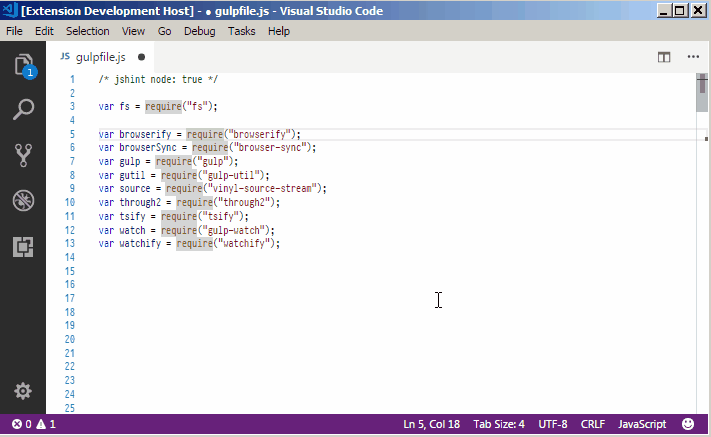 [Extension Development Host] - ● gulpfile.js - Visual Studio Code
File Edit Selection View Go Debug Tasks Help
JS gulpfile.js ●
1
1 /* jshint node: true */
2
3 var fs = require("fs");
4
5 var browserify = require("browserify");
6 var browserSync = require("browser-sync");
7 var gulp = require("gulp");
8 var gutil = require("gulp-util");
9 var source = require("vinyl-source-stream");
10 var through2 = require("through2");
11 var tsify = require("tsify");
12 var watch = require("gulp-watch");
13 var watchify = require("watchify");
14
15
16
17
18
19
20
21
22
23
24
25
0 1 Ln 5, Col 18 Tab Size: 4 UTF-8 CRLF JavaScript